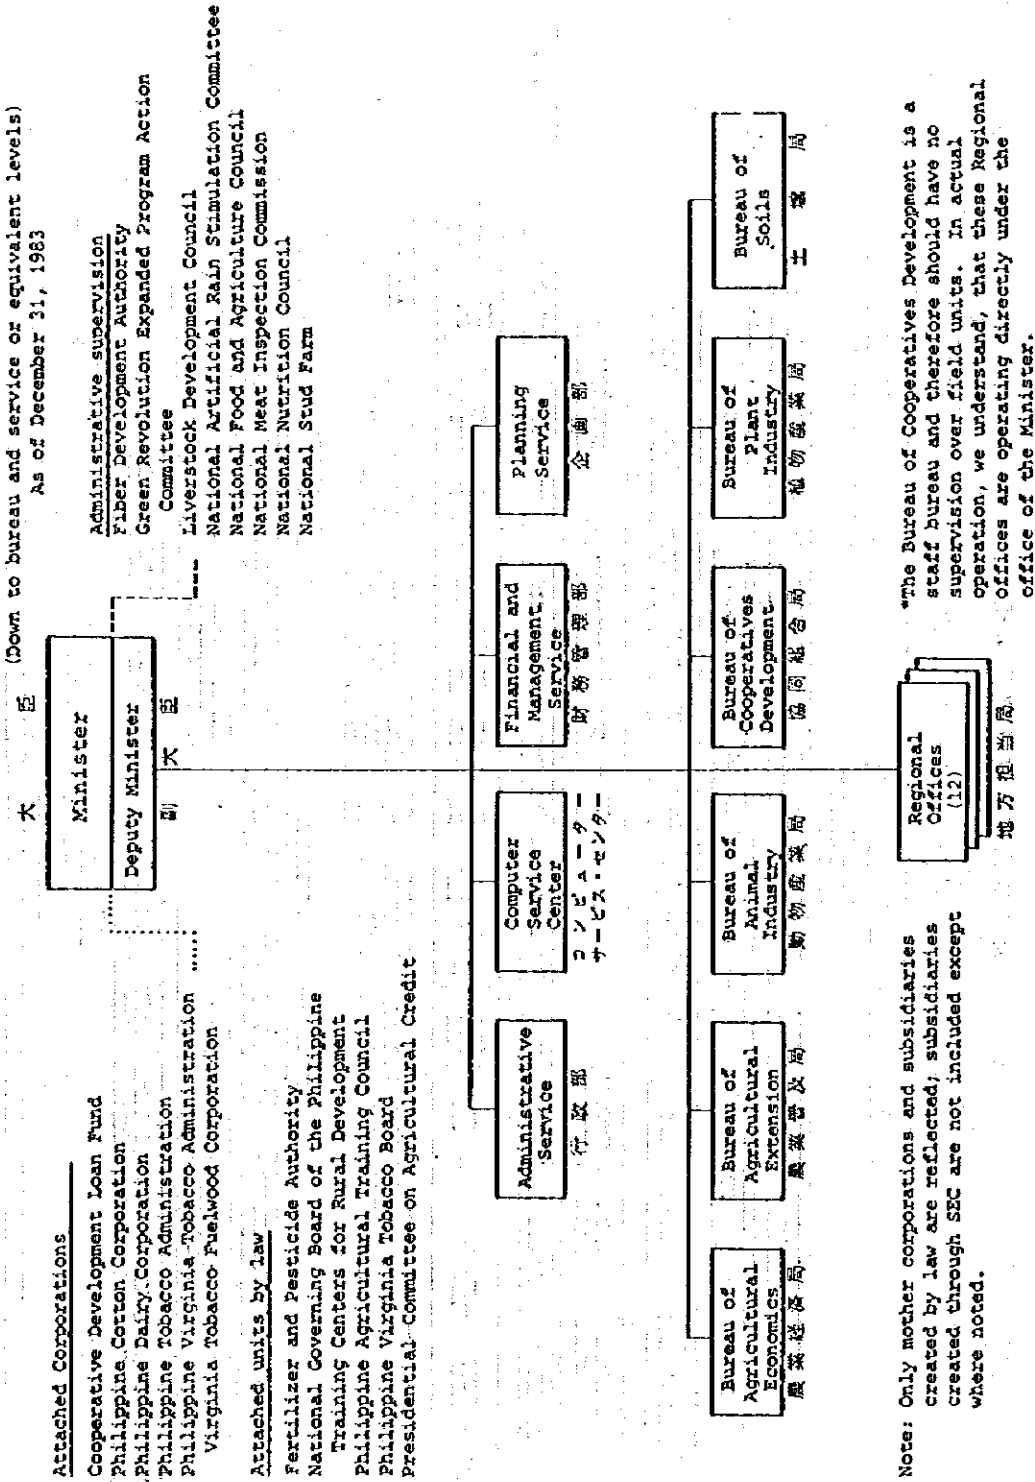 (Down to bureau and service or equivalent levels)
As of December 31, 1983
大 臣
Minister
Deputy Minister
副 大 臣
Attached Corporations
Cooperative Development Loan Fund
Philippine Cotton Corporation
Philippine Dairy Corporation
Philippine Tobacco Administration
Philippine Virginia Tobacco Administration
Virginia Tobacco Fuelwood Corporation
Attached units by law
Fertilizer and Pesticide Authority
National Governing Board of the Philippine
Training Centers for Rural Development
Philippine Agricultural Training Council
Philippine Virginia Tobacco Board
Presidential Committee on Agricultural Credit
Administrative supervision
Fiber Development Authority
Green Revolution Expanded Program Action
Committee
Liverstock Development Council
National Artificial Rain Stimulation Committee
National Food and Agriculture Council
National Meat Inspection Commission
National Nutrition Council
National Stud Farm
Administrative
Service
行 政 部
Computer
Service
Center
コンピューター
サービス・センター
Financial and
Management
Service
財 務 管 理 部
Planning
Service
企 画 部
Bureau of
Agricultural
Economics
農 業 経 済 局
Bureau of
Agricultural
Extension
農 業 普 及 局
Bureau of
Animal
Industry
動 物 産 業 局
Bureau of
Cooperatives
Development
協 同 組 合 局
Bureau of
Plant
Industry
植 物 産 業 局
Bureau of
Soils
土 壌 局
Regional
Offices
(12)
地 方 担 当 局
Note: Only mother corporations and subsidiaries
created by law are reflected; subsidiaries
created through SEC are not included except
where noted.
*The Bureau of Cooperatives Development is a
staff bureau and therefore should have no
supervision over field units. In actual
operation, we understand, that these Regional
offices are operating directly under the
office of the Minister.